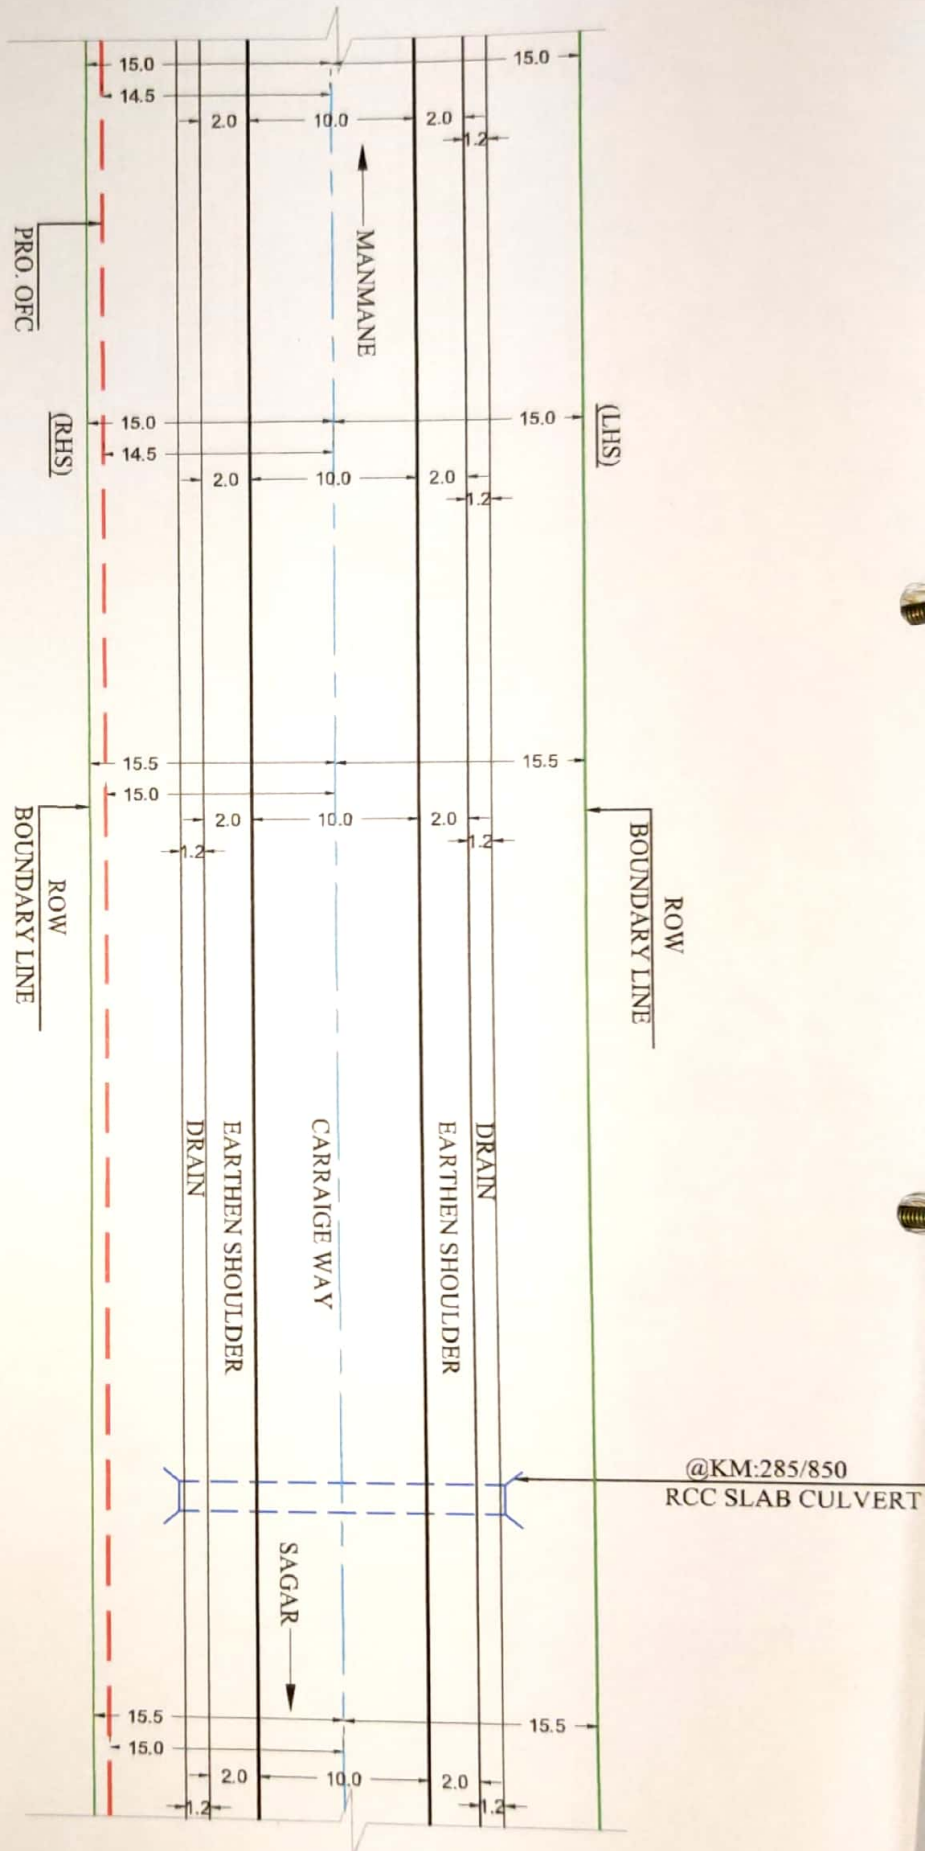 15.0
15.0
14.5
2.0
10.0
2.0
1.2
MANMANE
PRO. OFC
(RHS)
(LHS)
15.0
15.0
14.5
2.0
10.0
2.0
1.2
15.5
15.5
15.0
2.0
10.0
2.0
1.2
1.2
ROW
BOUNDARY LINE
ROW
BOUNDARY LINE
DRAIN
EARTHEN SHOULDER
CARRAIGE WAY
EARTHEN SHOULDER
DRAIN
@KM:285/850
RCC SLAB CULVERT
SAGAR
15.5
15.5
15.0
2.0
10.0
2.0
1.2
1.2